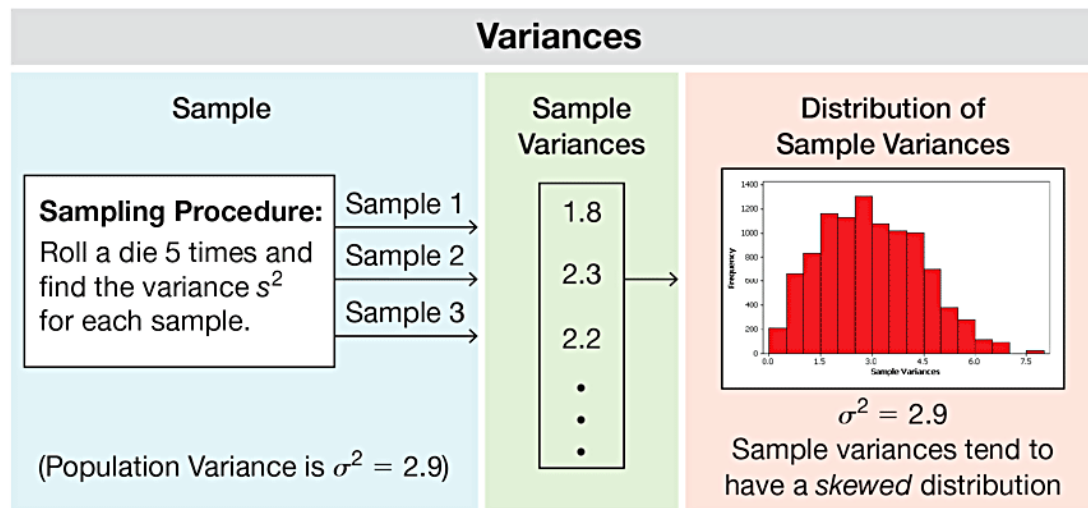 Variances
Sample
Sampling Procedure:
Roll a die 5 times and
find the variance s²
for each sample.
Sample 1
Sample 2
Sample 3
(Population Variance is σ² = 2.9)
Sample
Variances
1.8
2.3
2.2
Distribution of
Sample Variances
Frequency
1400
1200
1000
800
600
400
200
0
0.0 1.5 3.0 4.5 6.0 7.5
Sample Variances
σ² = 2.9
Sample variances tend to
have a skewed distribution